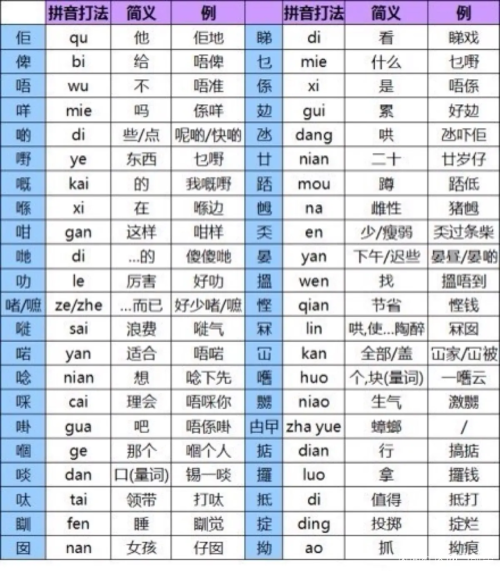 拼音打法 简义 例 拼音打法 简义 例
佢 qu 他 佢地 睇 di 看 睇戏
俾 bi 给 唔俾 乜 mie 什么 乜嘢
唔 wu 不 唔准 係 xi 是 唔係
咩 mie 吗 係咩 攰 gui 累 好攰
啲 di 些/点 呢啲/快啲 氹 dang 哄 氹吓佢
嘢 ye 东西 乜嘢 廿 nian 二十 廿岁仔
嘅 kai 的 我嘅嘢 踎 mou 蹲 踎低
喺 xi 在 喺边 乸 na 雌性 猪乸
咁 gan 这样 咁样 奀 en 少/瘦弱 奀过条柴
哋 di ...的 傻傻哋 晏 yan 下午/迟些 晏昼/晏啲
叻 le 厉害 好叻 搵 wen 找 搵唔到
啫/嗻 ze/zhe ...而已 好少啫/嗻 悭 qian 节省 悭钱
嘥 sai 浪费 嘥气 冧 lin 哄,使...陶醉 冧囡
啱 yan 适合 唔啱 冚 kan 全部/盖 冚家/冚被
唸 nian 想 唸下先 嚿 huo 个,块(量词) 一嚿云
啋 cai 理会 唔啋你 嬲 niao 生气 激嬲
啩 gua 吧 唔係啩 甴曱 zha yue 蟑螂 /
嗰 ge 那个 嗰个人 掂 dian 行 搞掂
啖 dan 口(量词) 锡一啖 攞 luo 拿 攞钱
呔 tai 领带 打呔 抵 di 值得 抵打
瞓 fen 睡 瞓觉 掟 ding 投掷 掟烂
囡 nan 女孩 仔囡 拗 ao 抓 拗痕